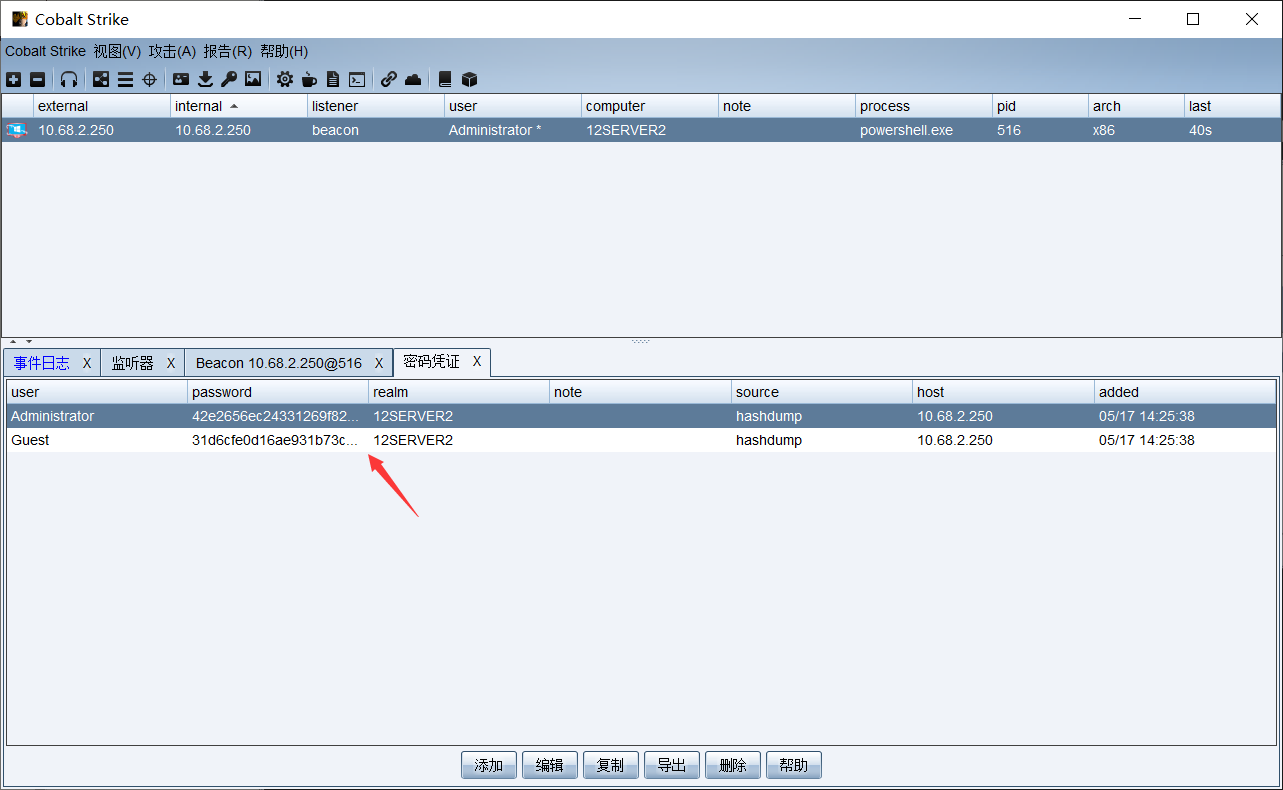 Cobalt Strike
Cobalt Strike 视图(V) 攻击(A) 报告(R) 帮助(H)
external internal listener user computer note process pid arch last
10.68.2.250 10.68.2.250 beacon Administrator * 12SERVER2 powershell.exe 516 x86 40s
事件日志 X 监听器 X Beacon 10.68.2.250@516 X 密码凭证 X
user password realm note source host added
Administrator 42e2656ec24331269f82... 12SERVER2 hashdump 10.68.2.250 05/17 14:25:38
Guest 31d6cfe0d16ae931b73c... 12SERVER2 hashdump 10.68.2.250 05/17 14:25:38
添加 编辑 复制 导出 删除 帮助